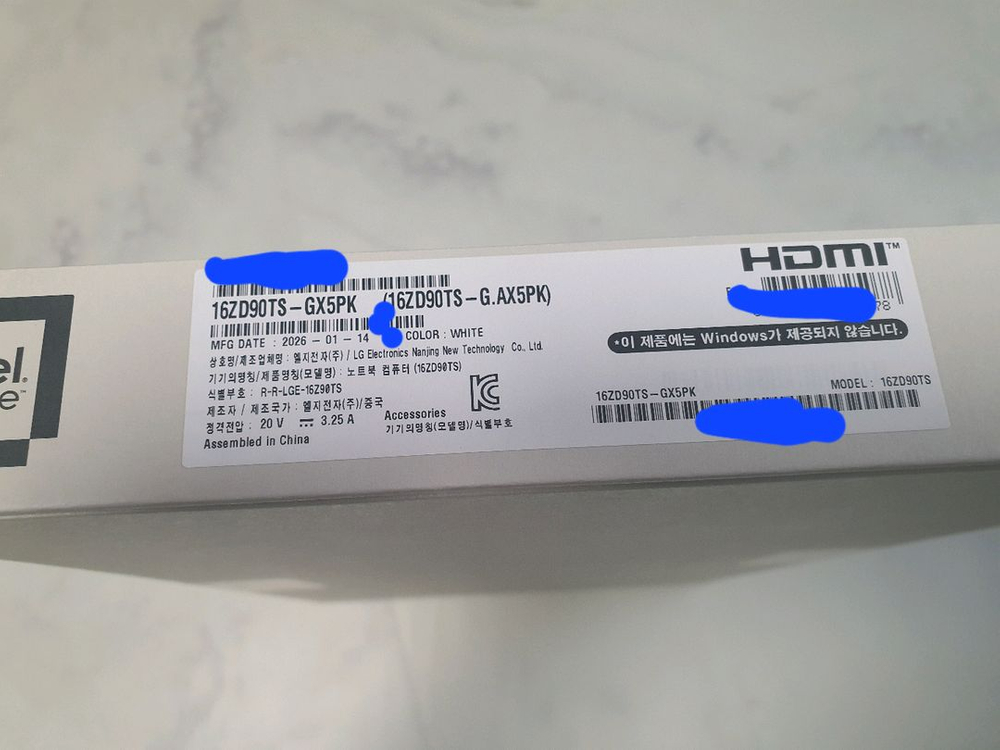 el.
e™
16ZD90TS-GX5PK (16ZD90TS-G.AX5PK)
MFG DATE : 2026 - 01 - 14 COLOR : WHITE
상호명/제조업체명 : 엘지전자(주) / LG Electronics Nanjing New Technology Co., Ltd.
기기의명칭/제품명칭(모델명) : 노트북 컴퓨터 (16ZD90TS)
식별부호 : R-R-LGE-16Z90TS
제조자 / 제조국가 : 엘지전자(주)/중국
정격전압 : 20 V ⎓ 3.25 A
Assembled in China
Accessories
기기의명칭(모델명)/식별부호
HDMI™
78
•이 제품에는 Windows가 제공되지 않습니다.
16ZD90TS-GX5PK
MODEL : 16ZD90TS